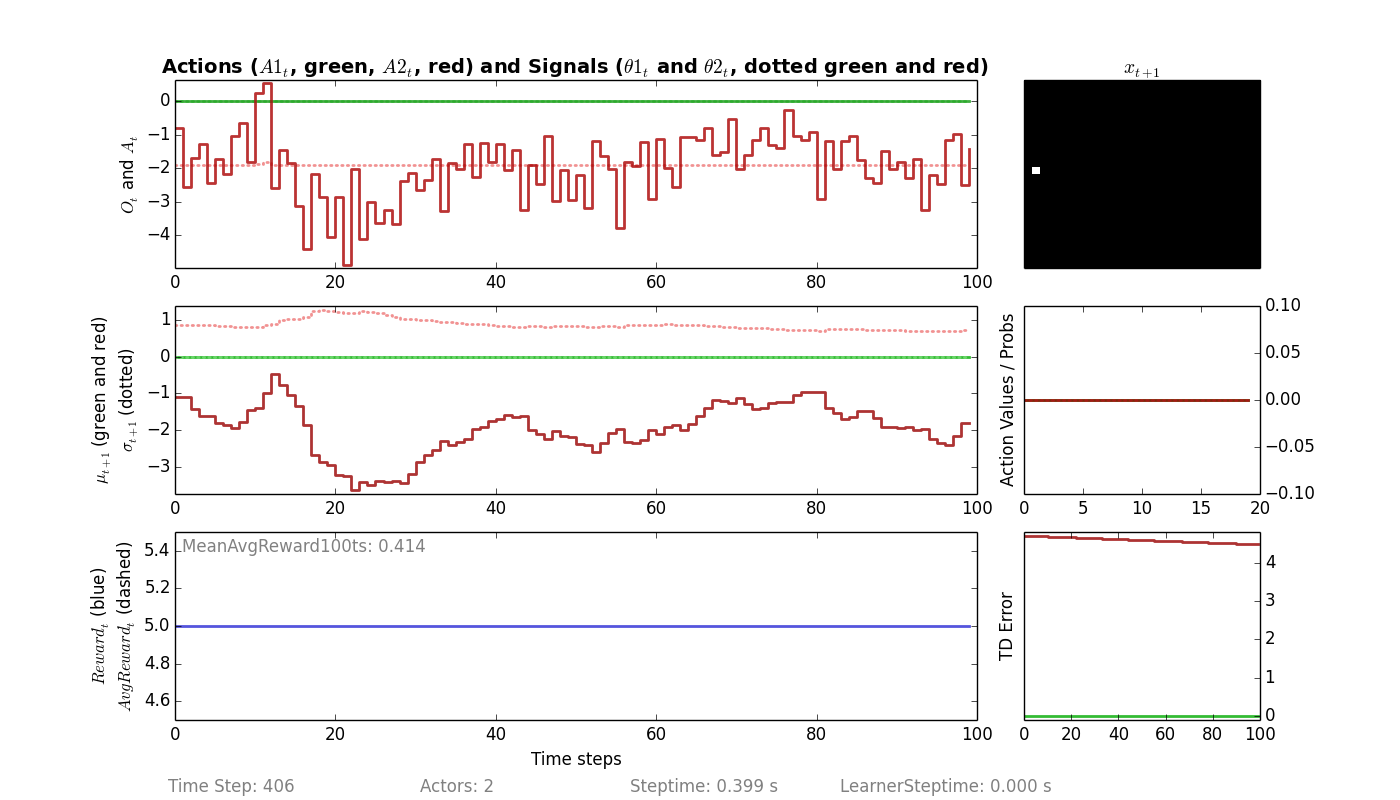 Actions (A1t, green, A2t, red) and Signals (θ1t and θ2t, dotted green and red)
xt+1
Ot and At
0
−1
−2
−3
−4
0 20 40 60 80 100
μt+1 (green and red)
σt+1 (dotted)
1
0
−1
−2
−3
0 20 40 60 80 100
Action Values / Probs
0.10
0.05
0.00
−0.05
−0.10
0 5 10 15 20
Rewardt (blue)
AvgRewardt (dashed)
MeanAvgReward100ts: 0.414
5.4
5.2
5.0
4.8
4.6
0 20 40 60 80 100
Time steps
TD Error
4
3
2
1
0
0 20 40 60 80 100
Time Step: 406 Actors: 2 Steptime: 0.399 s LearnerSteptime: 0.000 s